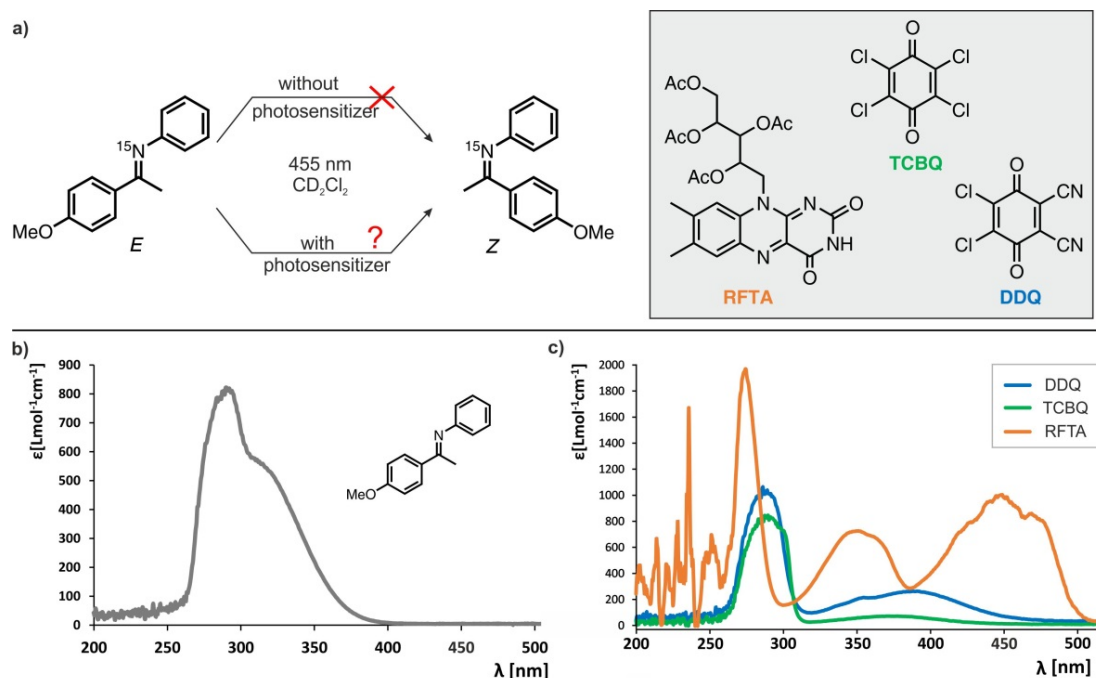 a)
without
photosensitizer
455 nm
CD2Cl2
with ?
photosensitizer
15N
MeO
E
15N
OMe
Z
AcO
AcO
OAc
AcO
N
N
O
N
NH
O
RFTA
O
Cl
Cl
Cl
Cl
O
TCBQ
O
Cl
CN
Cl
CN
O
DDQ
b)
ε[Lmol-1cm-1]
900
800
700
600
500
400
300
200
100
0
200
250
300
350
400
450
500
λ [nm]
N
MeO
c)
ε[Lmol-1cm-1]
2000
1800
1600
1400
1200
1000
800
600
400
200
0
200
250
300
350
400
450
500
λ [nm]
DDQ
TCBQ
RFTA